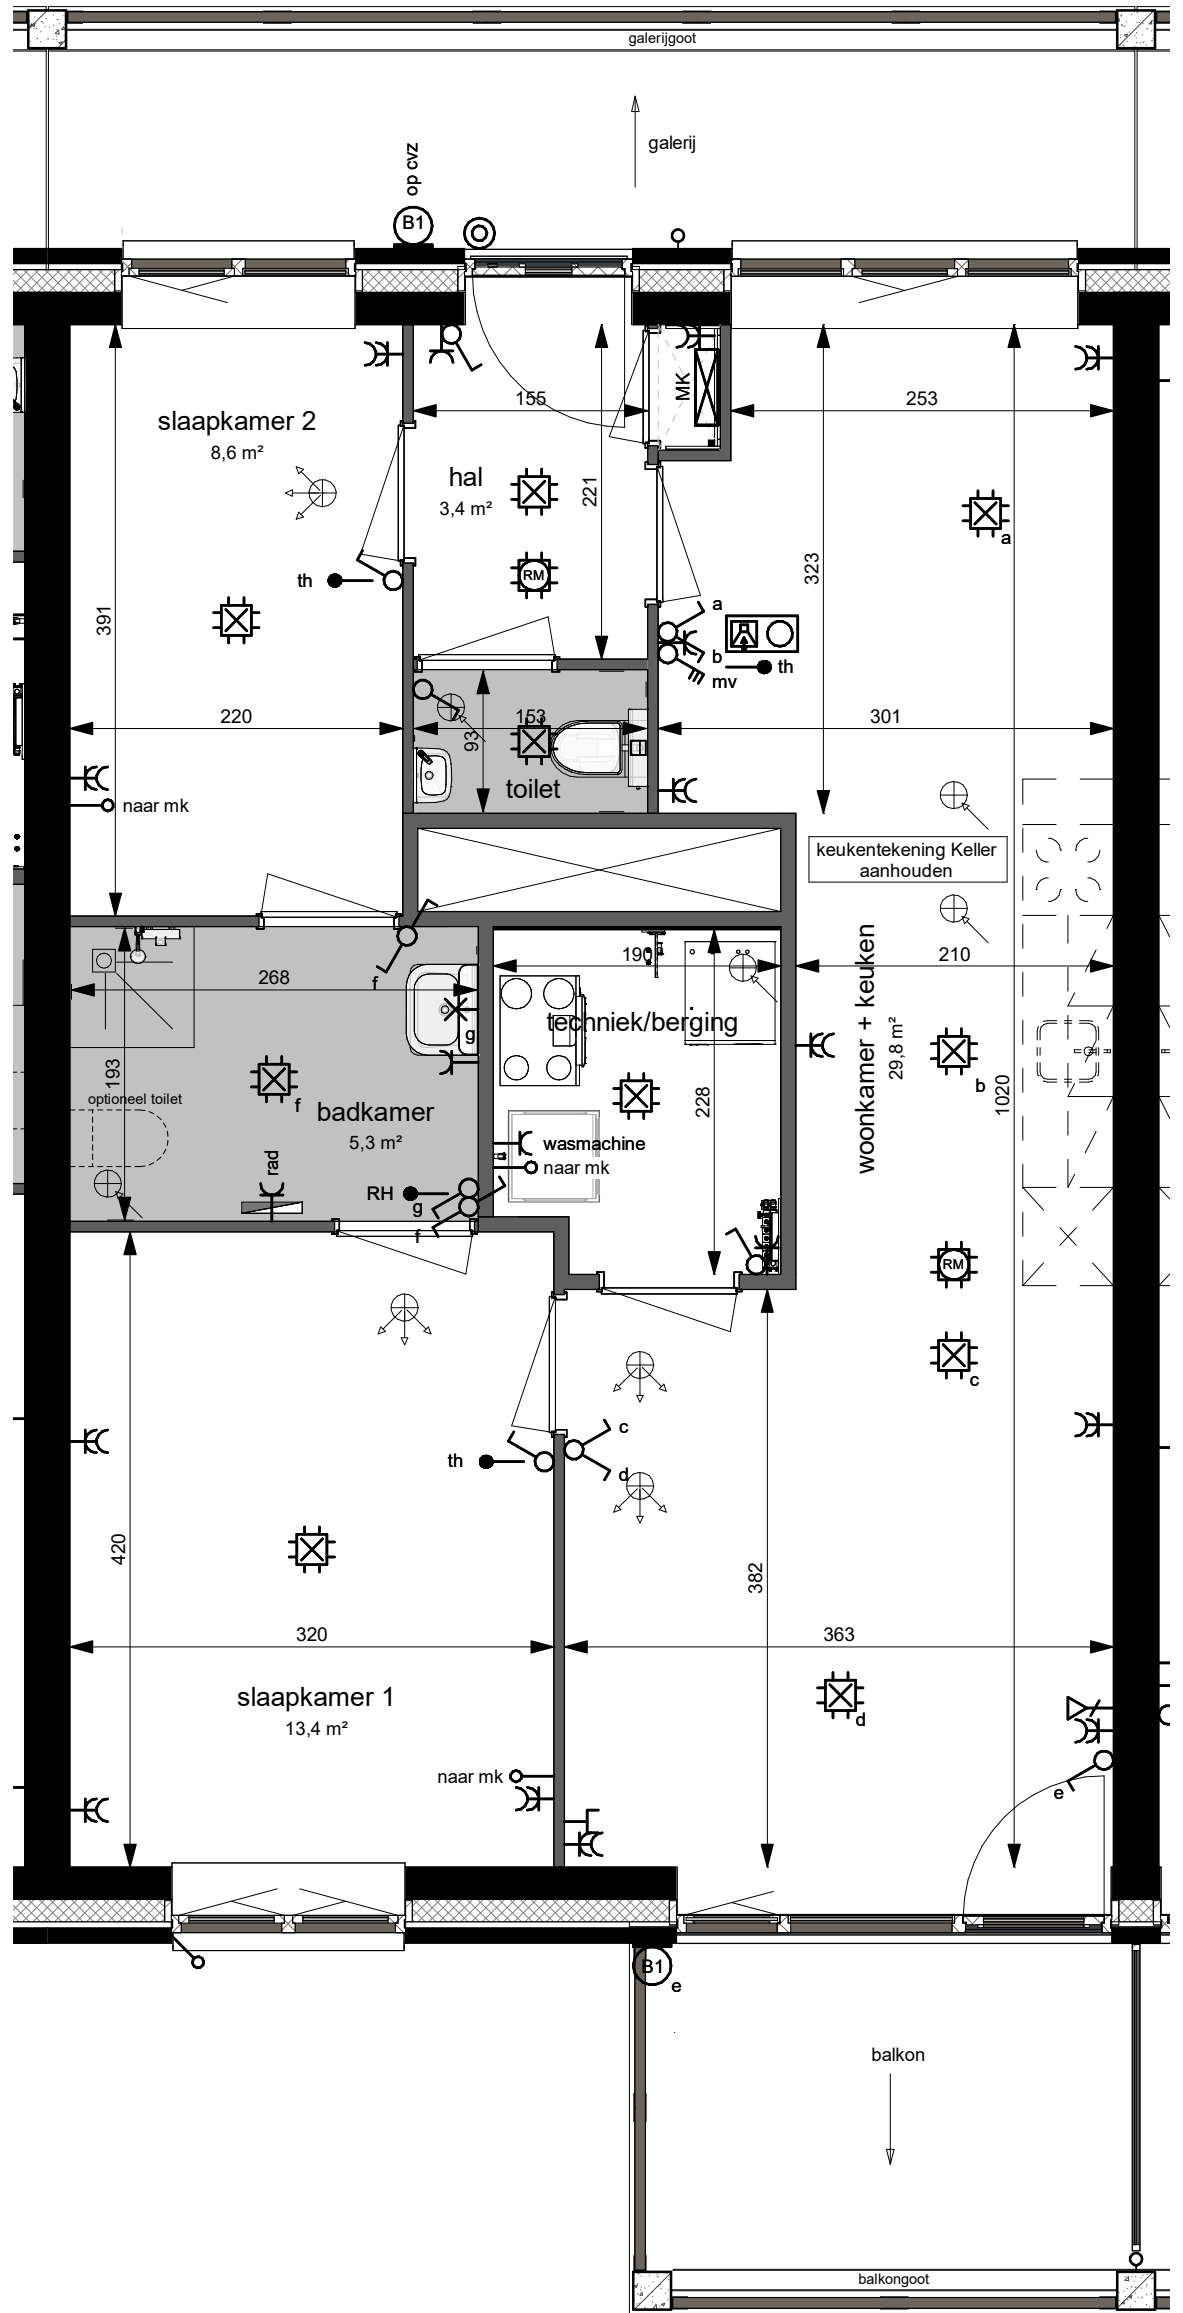 galerijgoot
galerij
op cvz
B1
MK
155
253
slaapkamer 2
8,6 m²
hal
3,4 m²
221
a
323
RM
th
391
a
b
th
mv
220
153
301
93
toilet
naar mk
keukentekening Keller
aanhouden
268
f
190
210
techniek/berging
g
woonkamer + keuken
29,8 m²
193
optioneel toilet
f
badkamer
5,3 m²
228
b
1020
wasmachine
naar mk
rad
RH
g
f
RM
c
c
th
d
420
382
320
363
slaapkamer 1
13,4 m²
d
naar mk
e
B1
e
balkon
balkongoot